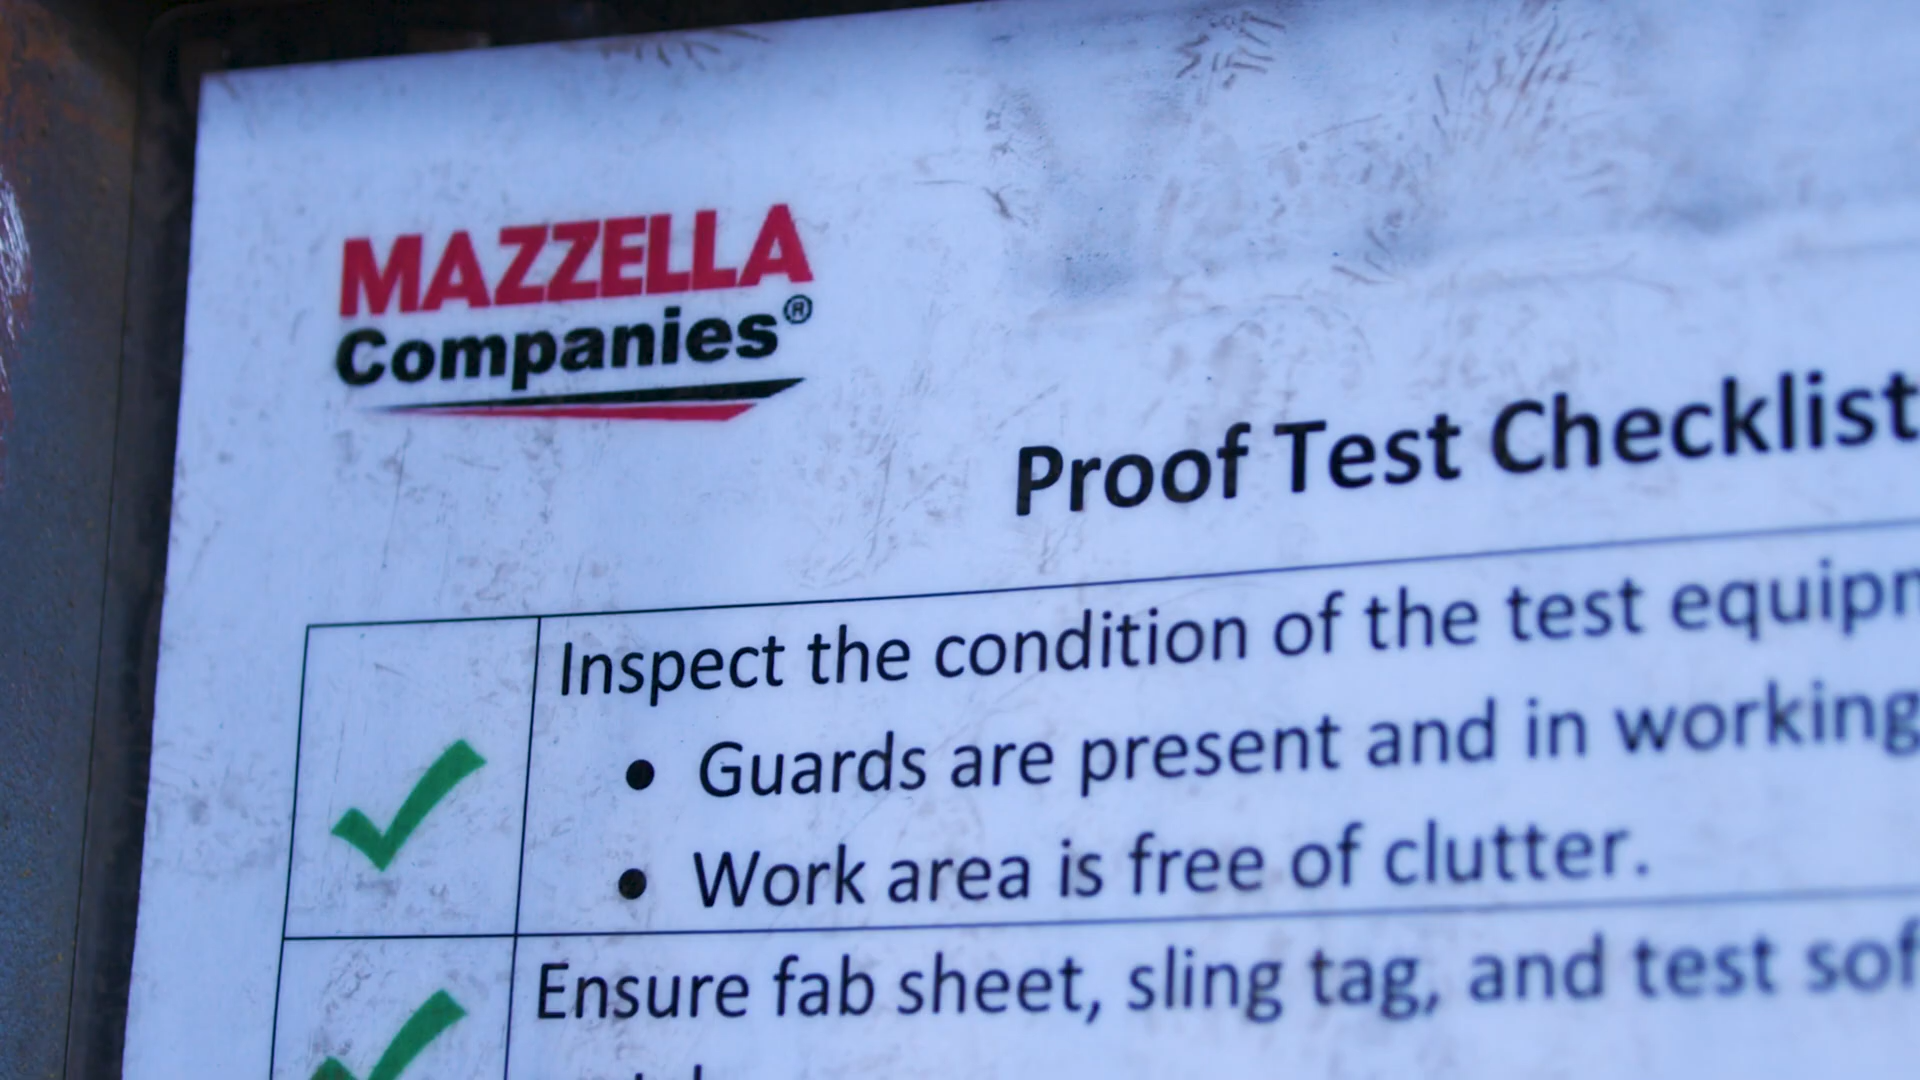 MAZZELLA
Companies®
Proof Test Checklist
Inspect the condition of the test
• Guards are present and in working
• Work area is free of clutter.
Ensure fab sheet, sling tag, and test